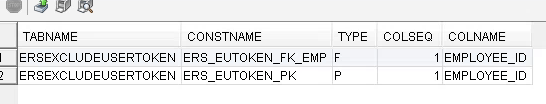 TABNAME CONSTNAME TYPE COLSEQ COLNAME
1 ERSEXCLUDEUSERTOKEN ERS_EUTOKEN_FK_EMP F 1 EMPLOYEE_ID
2 ERSEXCLUDEUSERTOKEN ERS_EUTOKEN_PK P 1 EMPLOYEE_ID